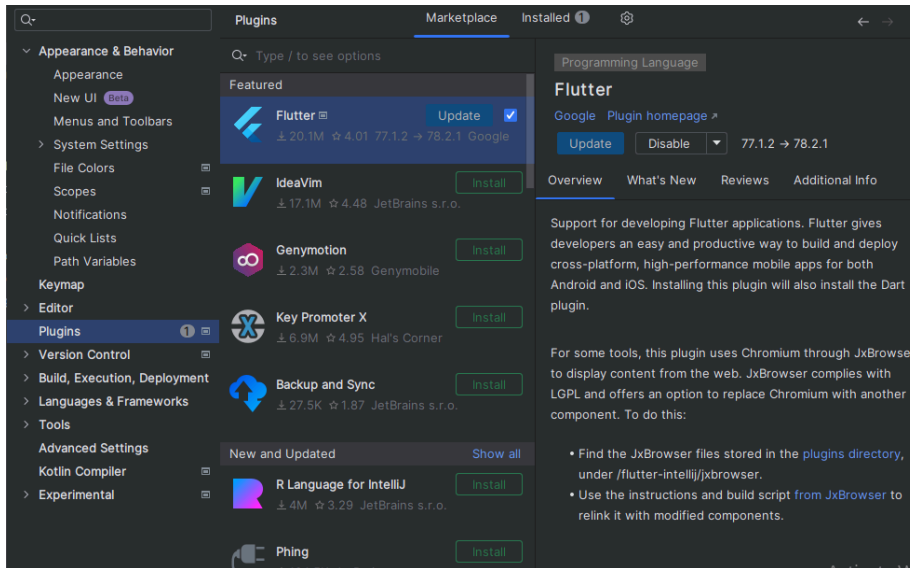 Appearance & Behavior
Appearance
New UI Beta
Menus and Toolbars
System Settings
File Colors
Scopes
Notifications
Quick Lists
Path Variables
Keymap
Editor
Plugins 1
Version Control
Build, Execution, Deployment
Languages & Frameworks
Tools
Advanced Settings
Kotlin Compiler
Experimental
Plugins
Marketplace
Installed 1
Type / to see options
Featured
Flutter Update
20.1M 4.01 77.1.2 → 78.2.1 Google
IdeaVim Install
17.1M 4.48 JetBrains s.r.o.
Genymotion Install
2.3M 2.58 Genymobile
Key Promoter X Install
6.9M 4.95 Hal's Corner
Backup and Sync Install
27.5K 1.87 JetBrains s.r.o.
New and Updated Show all
R Language for IntelliJ Install
4M 3.29 JetBrains s.r.o.
Phing Install
Programming Language
Flutter
Google Plugin homepage
Update Disable 77.1.2 → 78.2.1
Overview What's New Reviews Additional Info
Support for developing Flutter applications. Flutter gives
developers an easy and productive way to build and deploy
cross-platform, high-performance mobile apps for both
Android and iOS. Installing this plugin will also install the Dart
plugin.
For some tools, this plugin uses Chromium through JxBrowse
to display content from the web. JxBrowser complies with
LGPL and offers an option to replace Chromium with another
component. To do this:
• Find the JxBrowser files stored in the plugins directory,
under /flutter-intellij/jxbrowser.
• Use the instructions and build script from JxBrowser to
relink it with modified components.